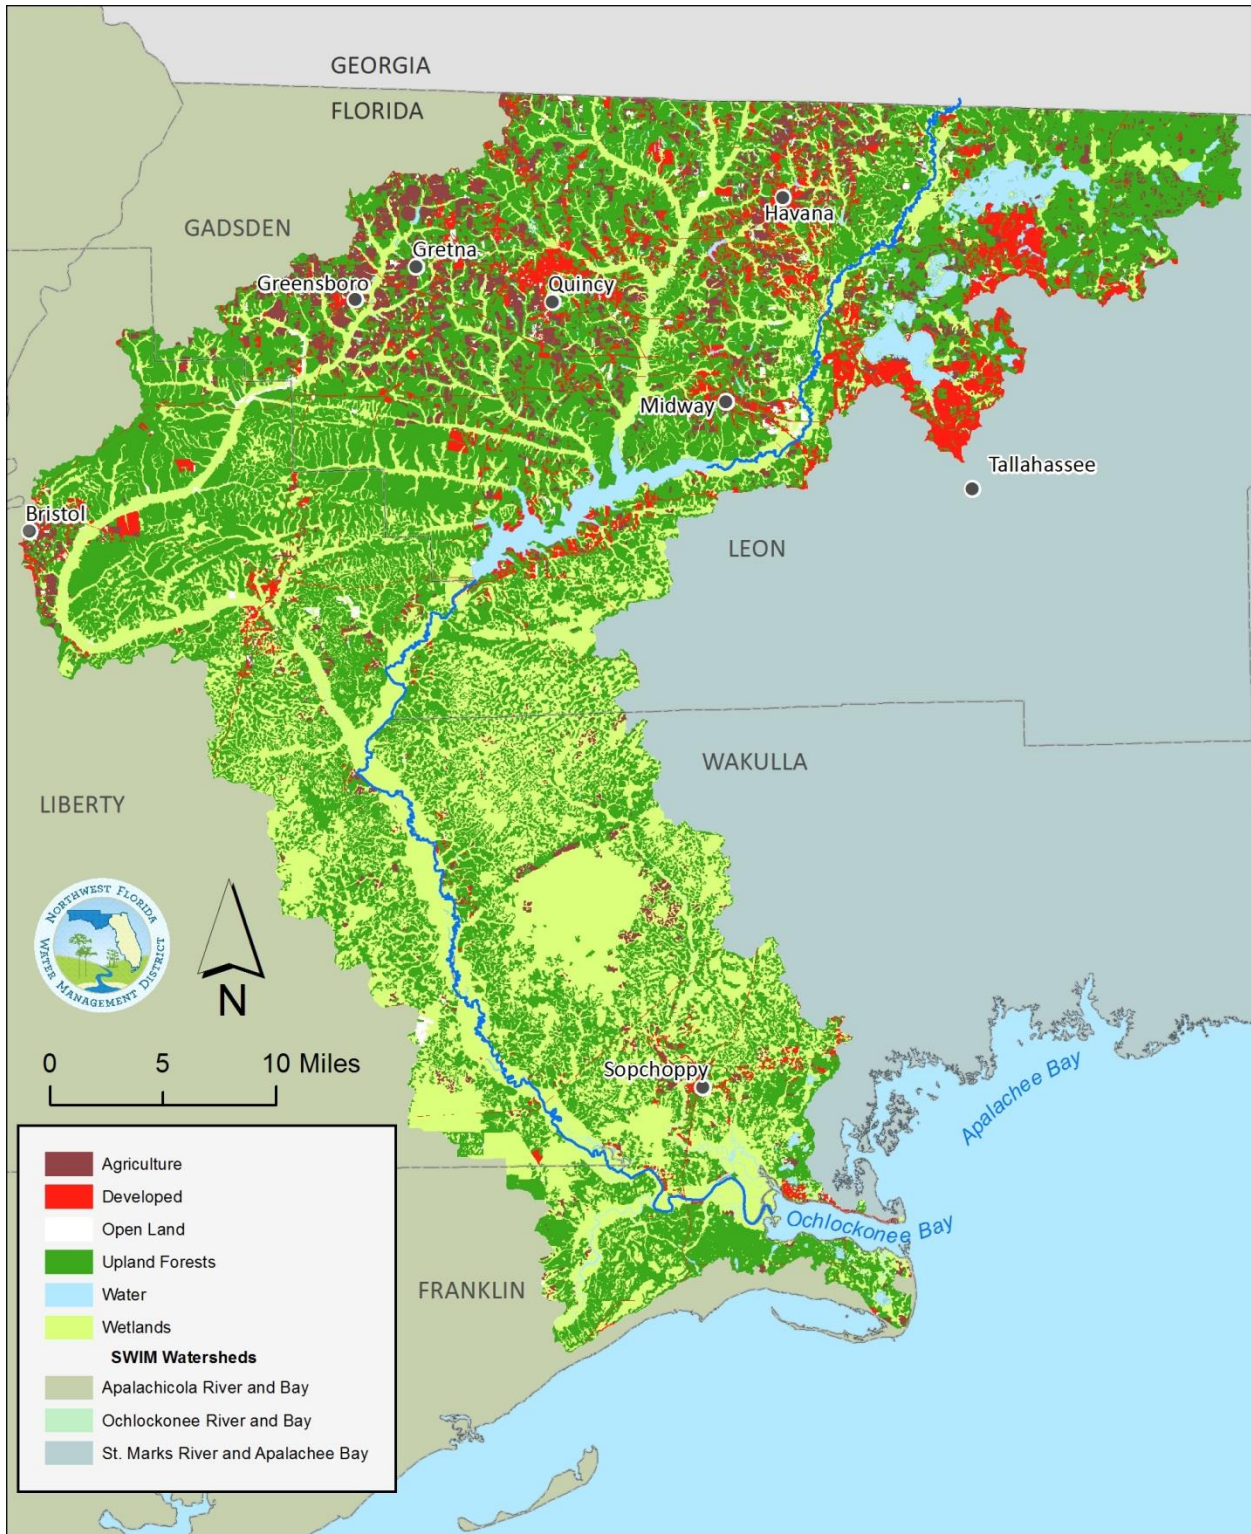 GEORGIA
FLORIDA
GADSDEN
Havana
Gretna
Greensboro
Quincy
Midway
Tallahassee
Bristol
LEON
WAKULLA
LIBERTY
NORTHWEST FLORIDA
WATER MANAGEMENT DISTRICT
N
0 5 10 Miles
Sopchoppy
Apalachee Bay
Ochlockonee Bay
FRANKLIN
Agriculture
Developed
Open Land
Upland Forests
Water
Wetlands
SWIM Watersheds
Apalachicola River and Bay
Ochlockonee River and Bay
St. Marks River and Apalachee Bay